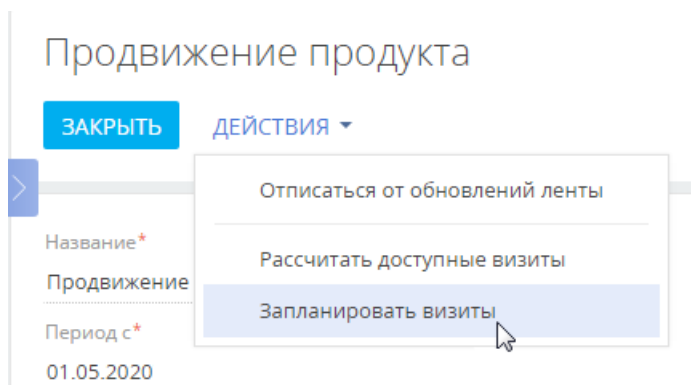 Продвижение продукта
ЗАКРЫТЬ ДЕЙСТВИЯ
Отписаться от обновлений ленты
Рассчитать доступные визиты
Запланировать визиты
Название*
Продвижение
Период с*
01.05.2020